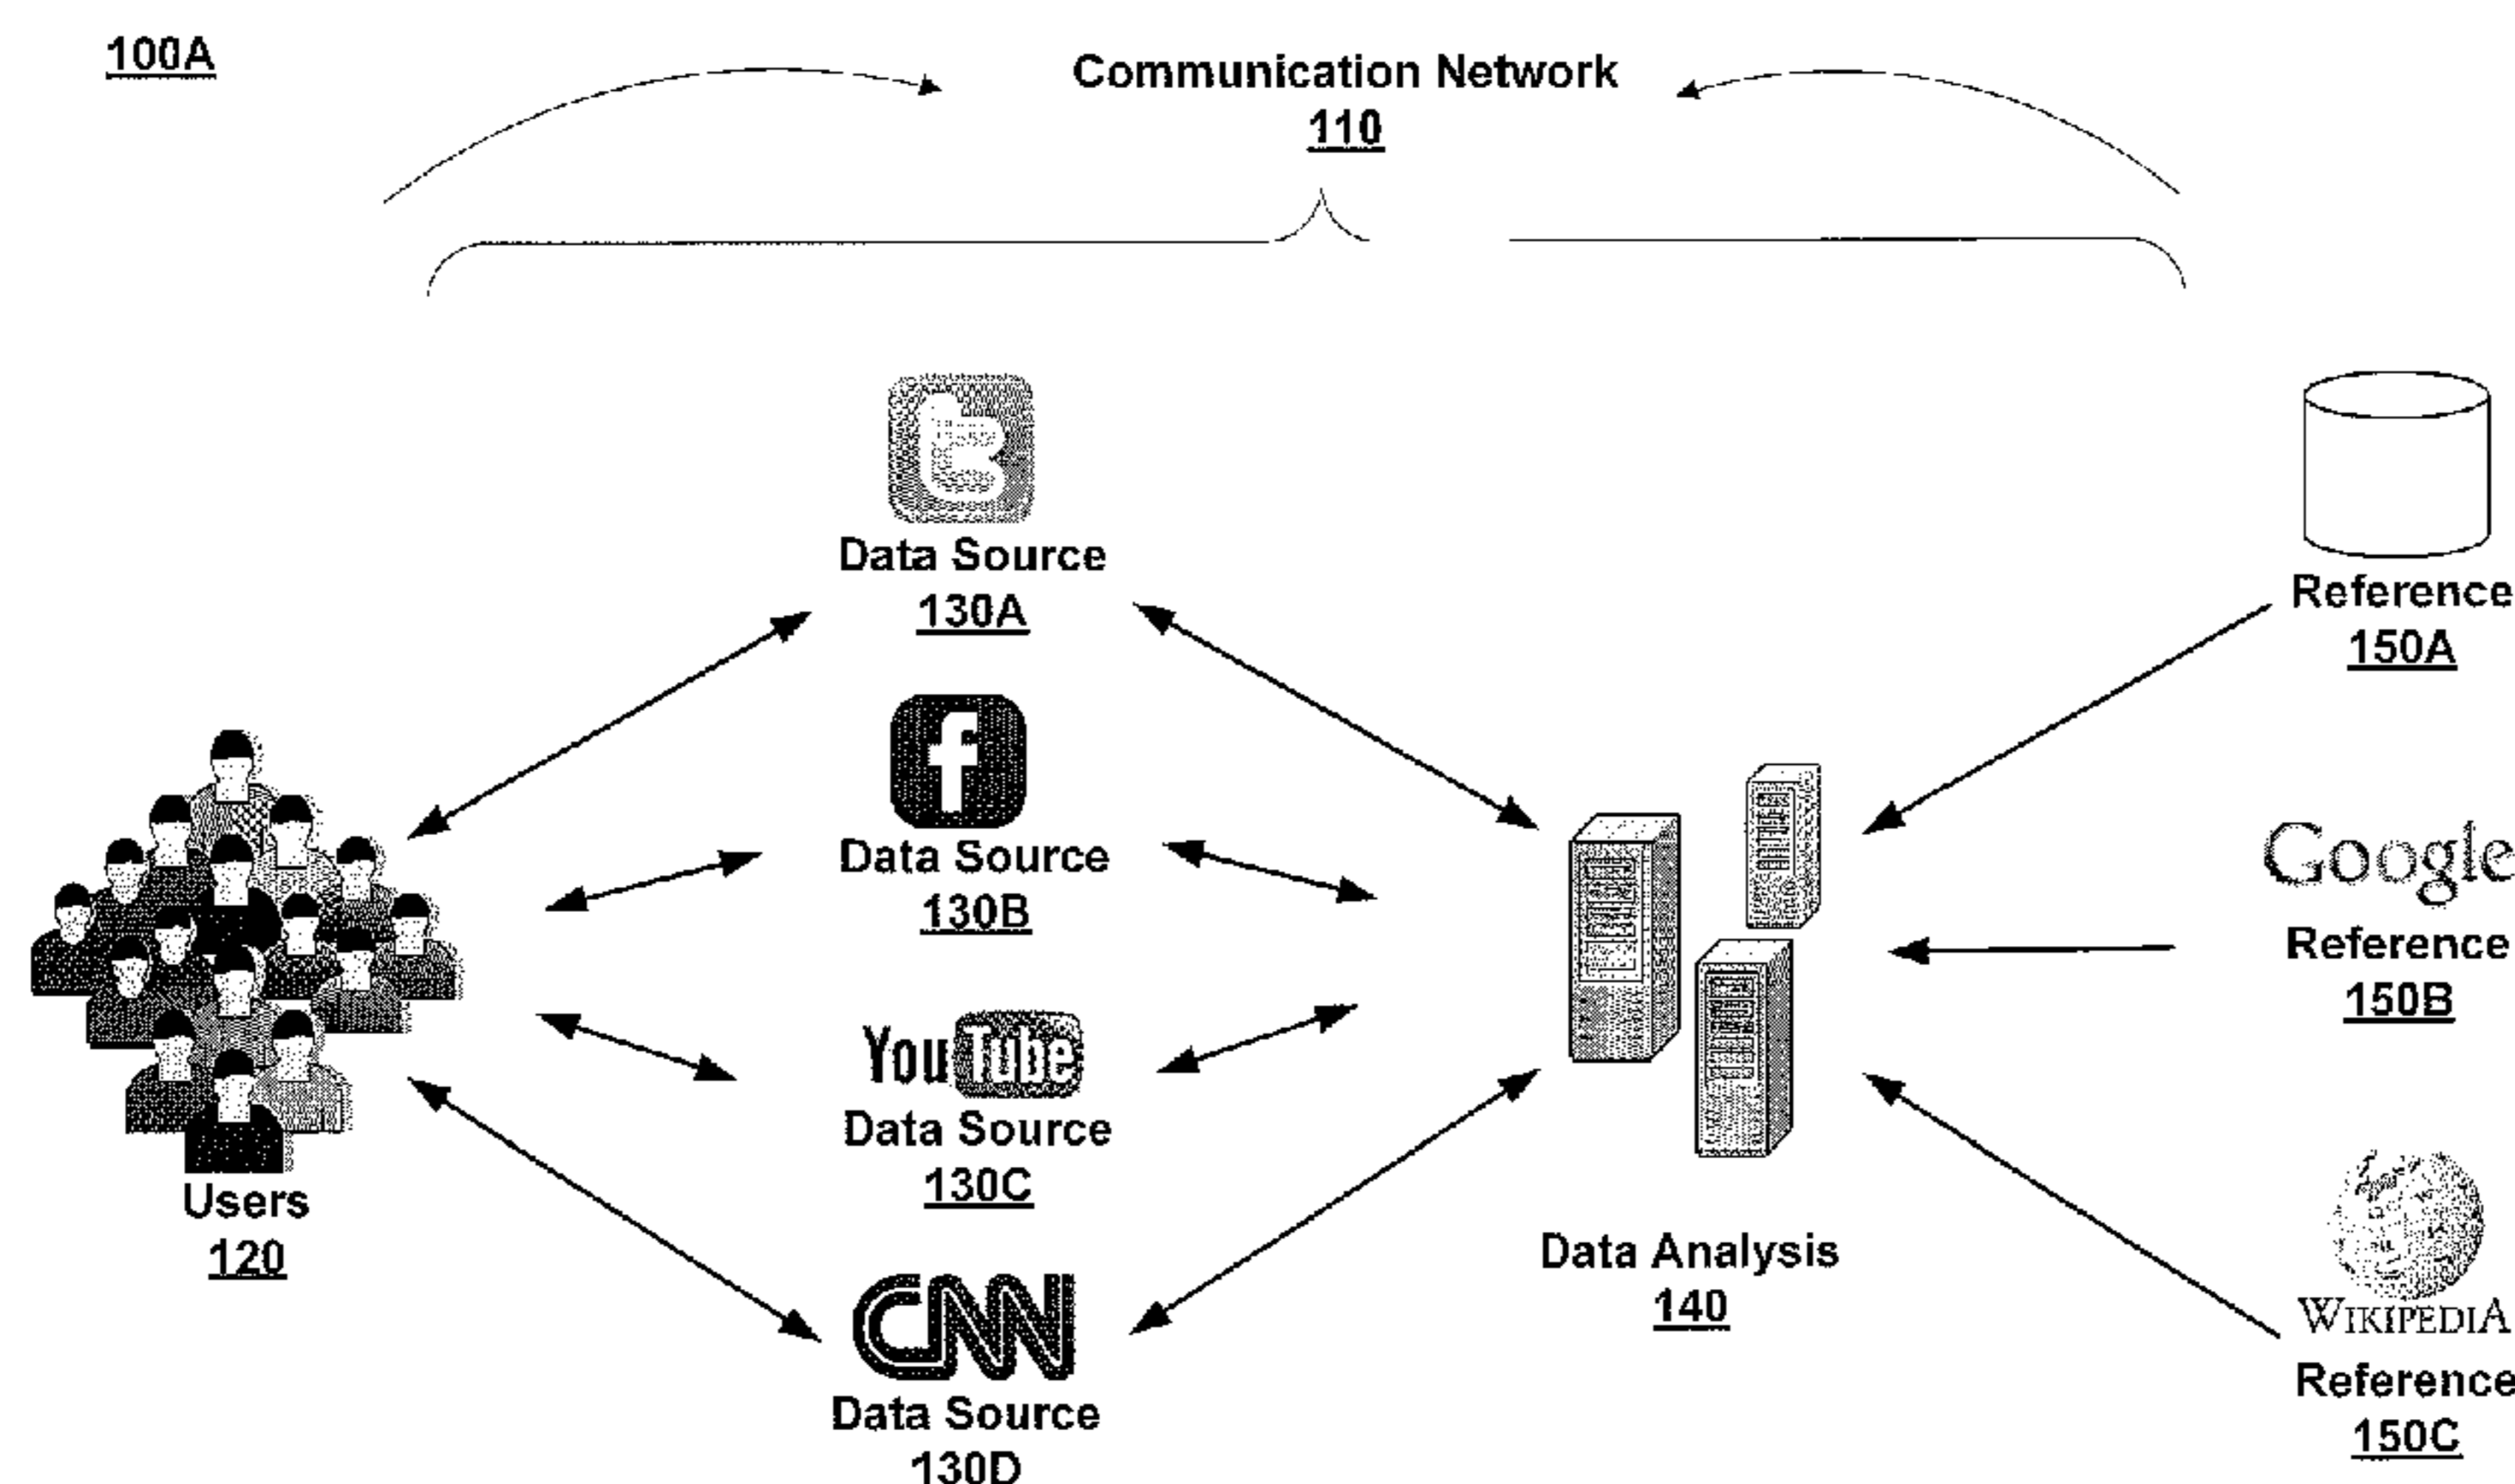 100A
Communication Network
110
t
Data Source
130A
f
Data Source
130B
YouTube
Data Source
130C
CNN
Data Source
130D
Users
120
Data Analysis
140
Reference
150A
Google
Reference
150B
WIKIPEDIA
Reference
150C